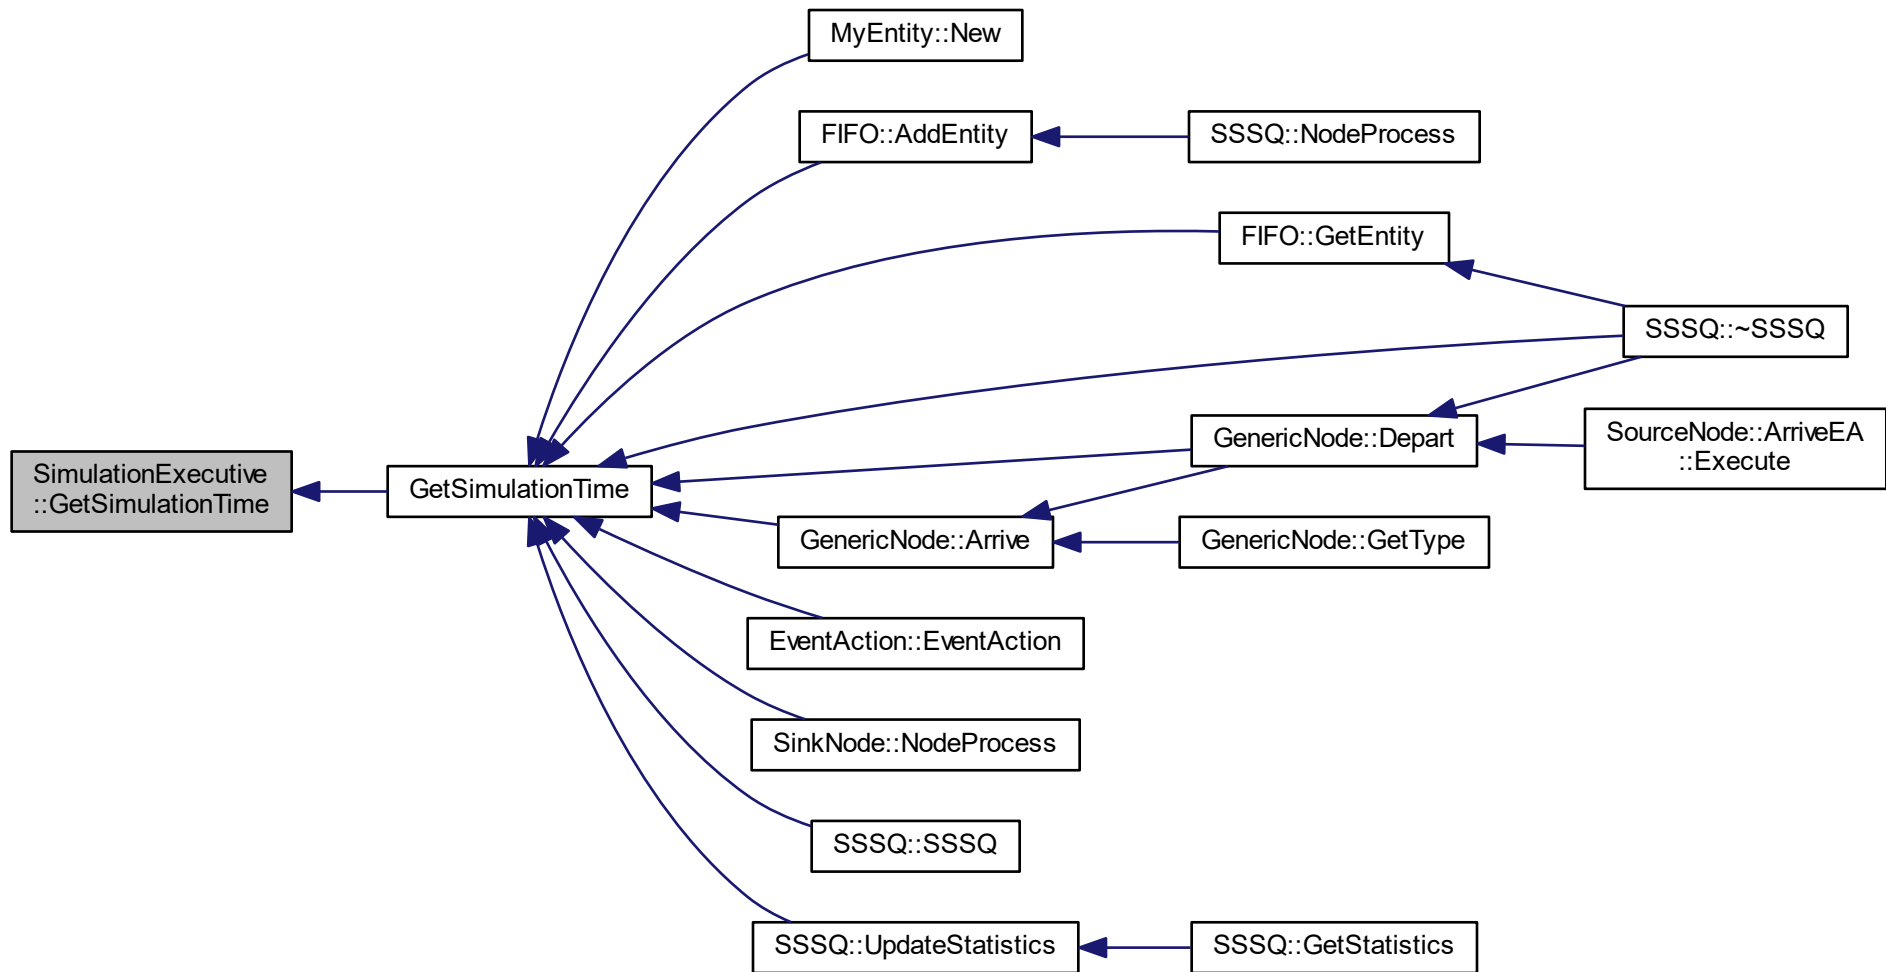 MyEntity::New
FIFO::AddEntity
SSSQ::NodeProcess
FIFO::GetEntity
SSSQ::~SSSQ
SimulationExecutive
::GetSimulationTime
GetSimulationTime
GenericNode::Depart
SourceNode::ArriveEA
::Execute
GenericNode::Arrive
GenericNode::GetType
EventAction::EventAction
SinkNode::NodeProcess
SSSQ::SSSQ
SSSQ::UpdateStatistics
SSSQ::GetStatistics